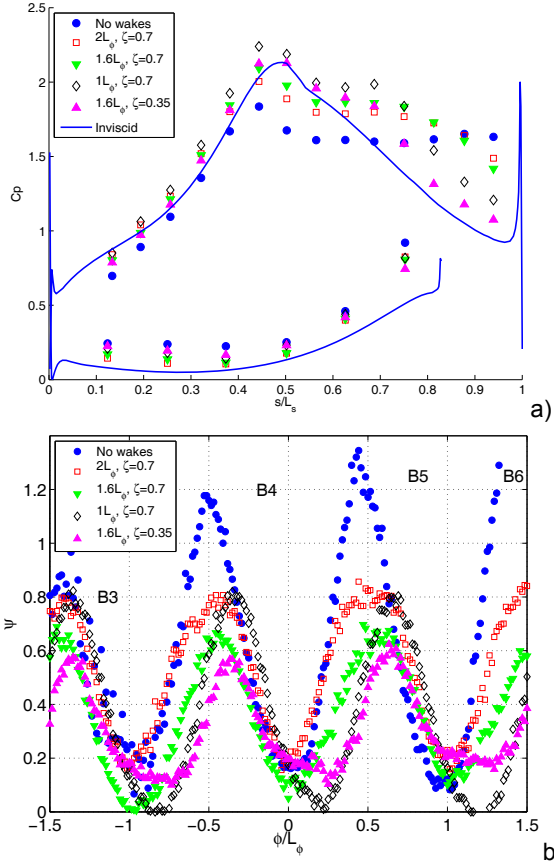 2.5
2
1.5
1
0.5
0
Cp
No wakes
2L_ϕ, ζ=0.7
1.6L_ϕ, ζ=0.7
1L_ϕ, ζ=0.7
1.6L_ϕ, ζ=0.35
Inviscid
0 0.1 0.2 0.3 0.4 0.5 0.6 0.7 0.8 0.9 1
s/L_s
a)
1.2
1
0.8
0.6
0.4
0.2
0
Ψ
No wakes
2L_ϕ, ζ=0.7
1.6L_ϕ, ζ=0.7
1L_ϕ, ζ=0.7
1.6L_ϕ, ζ=0.35
B3
B4
B5
B6
−1.5 −1 −0.5 0 0.5 1 1.5
ϕ/L_ϕ
b